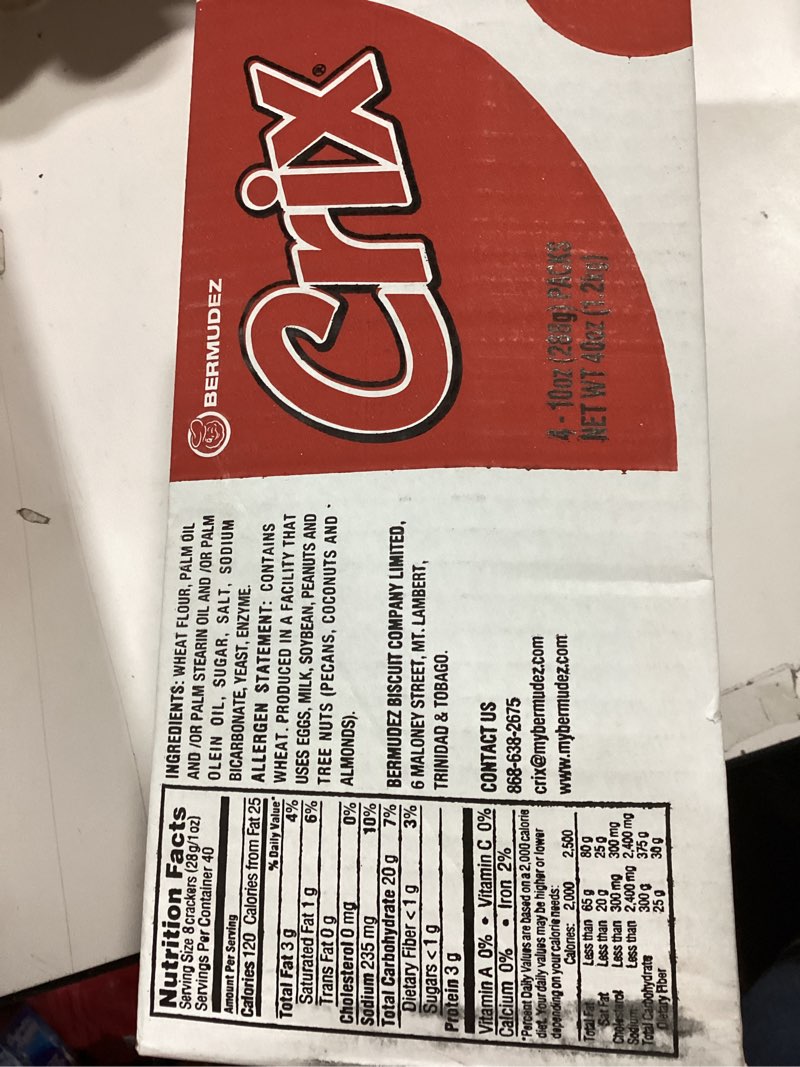 Nutrition Facts
Serving Size 8 crackers (28g/1oz)
Servings Per Container 40
Amount Per Serving
Calories 120 Calories from Fat 25
% Daily Value*
Total Fat 3 g 4%
Saturated Fat 1 g 6%
Trans Fat 0 g
Cholesterol 0 mg 0%
Sodium 235 mg 10%
Total Carbohydrate 20 g 7%
Dietary Fiber < 1 g 3%
Sugars < 1 g
Protein 3 g
Vitamin A 0% • Vitamin C 0%
Calcium 0% • Iron 2%
*Percent Daily Values are based on a 2,000 calorie
diet. Your daily values may be higher or lower
depending on your calorie needs:
Calories: 2,000 2,500
Total Fat Less than 65 g 80 g
Sat Fat Less than 20 g 25 g
Cholesterol Less than 300 mg 300 mg
Sodium Less than 2,400 mg 2,400 mg
Total Carbohydrate 300 g 375 g
Dietary Fiber 25 g 30 g
INGREDIENTS: WHEAT FLOUR, PALM OIL
AND /OR PALM STEARIN OIL AND /OR PALM
OLEIN OIL, SUGAR, SALT, SODIUM
BICARBONATE, YEAST, ENZYME.
ALLERGEN STATEMENT: CONTAINS
WHEAT. PRODUCED IN A FACILITY THAT
USES EGGS, MILK, SOYBEAN, PEANUTS AND
TREE NUTS (PECANS, COCONUTS AND
ALMONDS).
BERMUDEZ BISCUIT COMPANY LIMITED,
6 MALONEY STREET, MT. LAMBERT,
TRINIDAD & TOBAGO.
CONTACT US
868-638-2675
crix@mybermudez.com
www.mybermudez.com
BERMUDEZ
Crix®
4 - 10oz (288g) PACKS
NET WT 40oz (1.2kg)